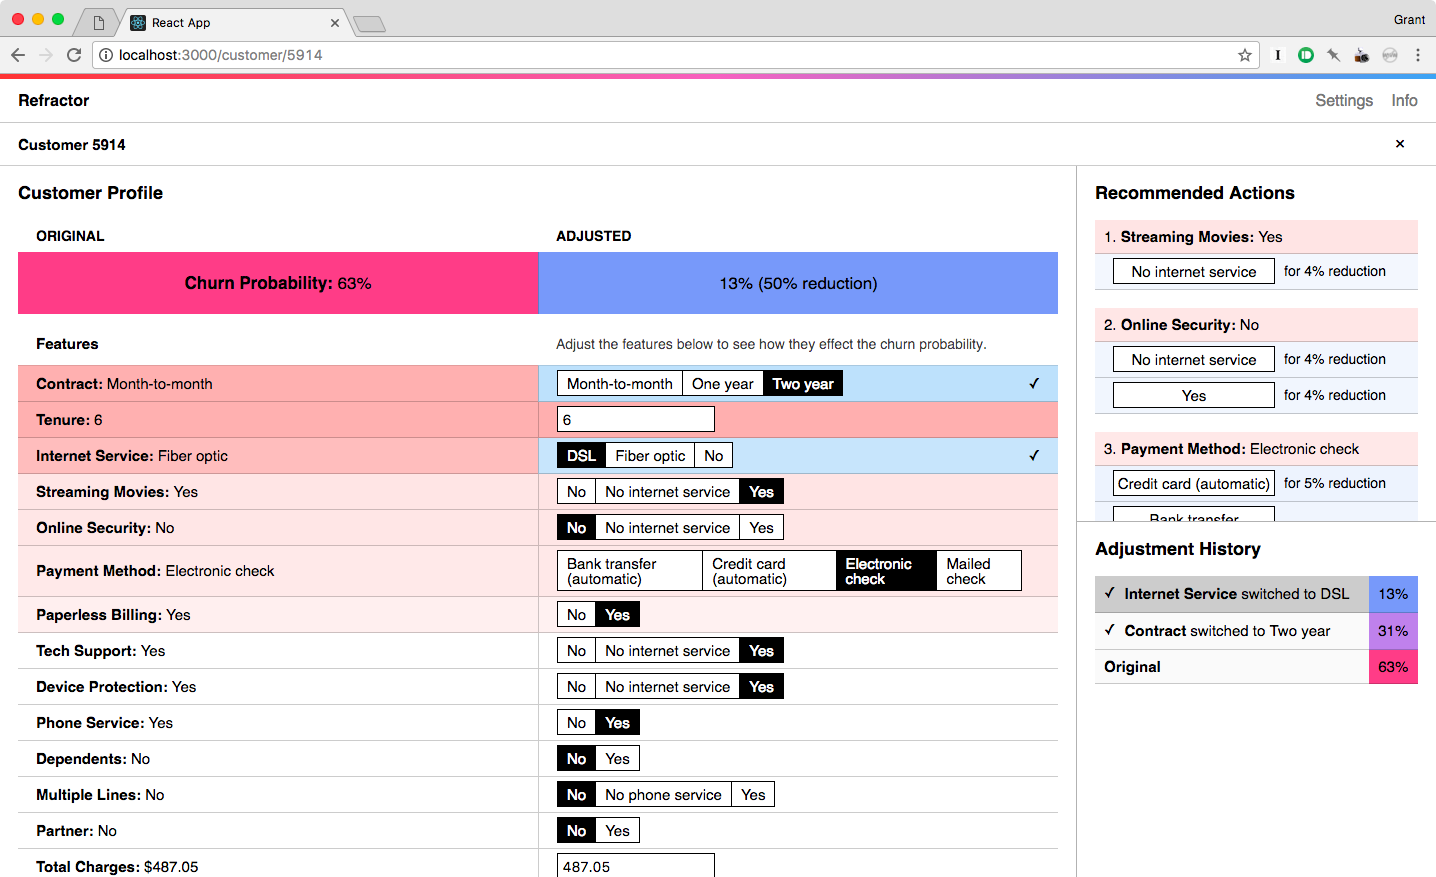 React App
Grant
localhost:3000/customer/5914
Refractor
Settings
Info
Customer 5914
×
Customer Profile
ORIGINAL
ADJUSTED
Churn Probability: 63%
13% (50% reduction)
Features
Adjust the features below to see how they effect the churn probability.
Contract: Month-to-month
Month-to-month One year Two year ✓
Tenure: 6
6
Internet Service: Fiber optic
DSL Fiber optic No ✓
Streaming Movies: Yes
No No internet service Yes
Online Security: No
No No internet service Yes
Payment Method: Electronic check
Bank transfer (automatic)
Credit card (automatic)
Electronic check
Mailed check
Paperless Billing: Yes
No Yes
Tech Support: Yes
No No internet service Yes
Device Protection: Yes
No No internet service Yes
Phone Service: Yes
No Yes
Dependents: No
No Yes
Multiple Lines: No
No No phone service Yes
Partner: No
No Yes
Total Charges: $487.05
487.05
Recommended Actions
1. Streaming Movies: Yes
No internet service for 4% reduction
2. Online Security: No
No internet service for 4% reduction
Yes for 4% reduction
3. Payment Method: Electronic check
Credit card (automatic) for 5% reduction
Bank transfer
Adjustment History
✓ Internet Service switched to DSL 13%
✓ Contract switched to Two year 31%
Original 63%